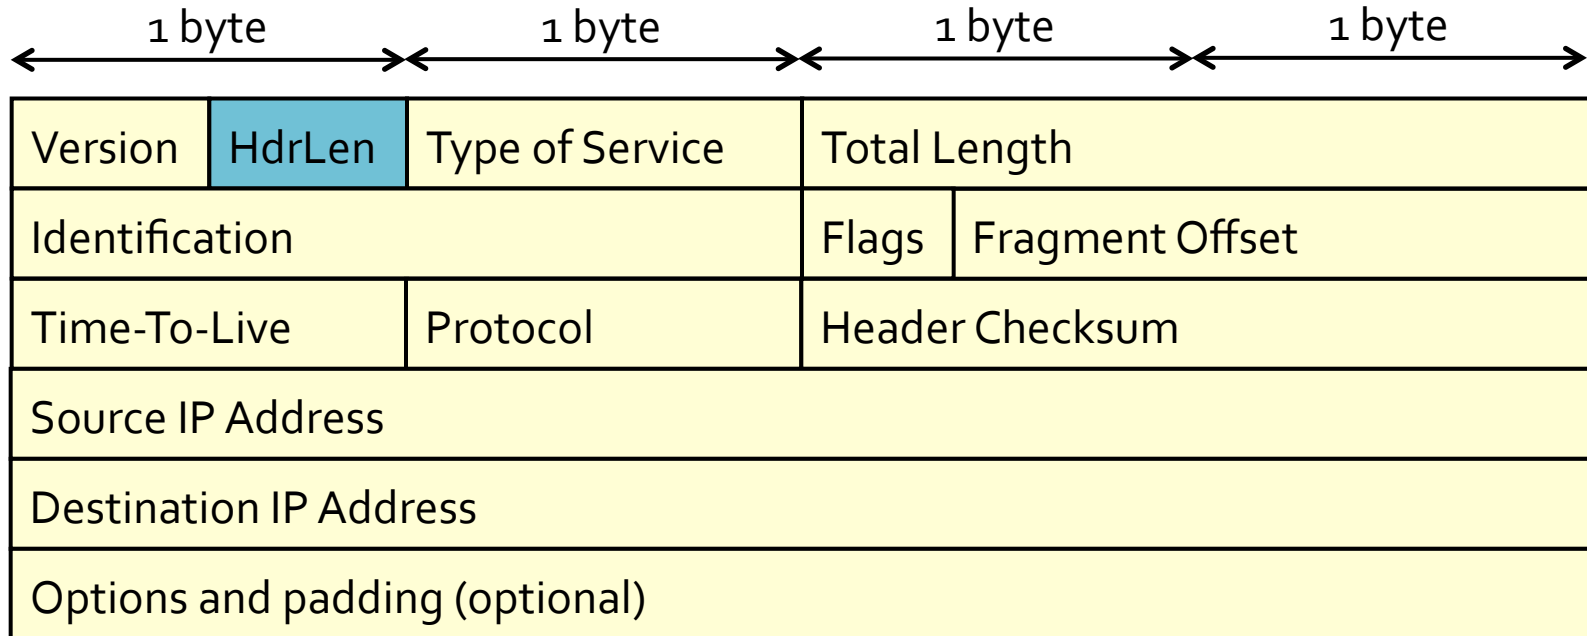 1 byte 1 byte 1 byte 1 byte
Version HdrLen Type of Service Total Length
Identification Flags Fragment Offset
Time-To-Live Protocol Header Checksum
Source IP Address
Destination IP Address
Options and padding (optional)